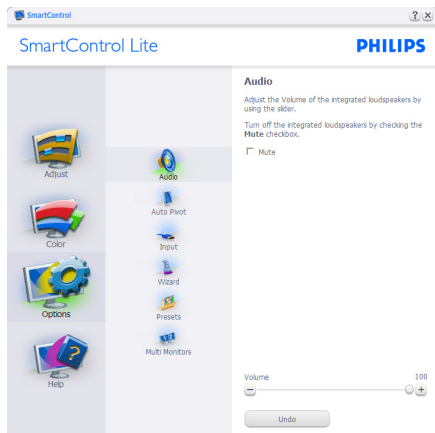 SmartControl
? x
SmartControl Lite
PHILIPS
Adjust
Color
Options
Help
Audio
Auto Pivot
Input
Wizard
Presets
Multi Monitors
Audio
Adjust the Volume of the integrated loudspeakers by
using the slider.
Turn off the integrated loudspeakers by checking the
Mute checkbox.
Mute
Volume 100
Undo